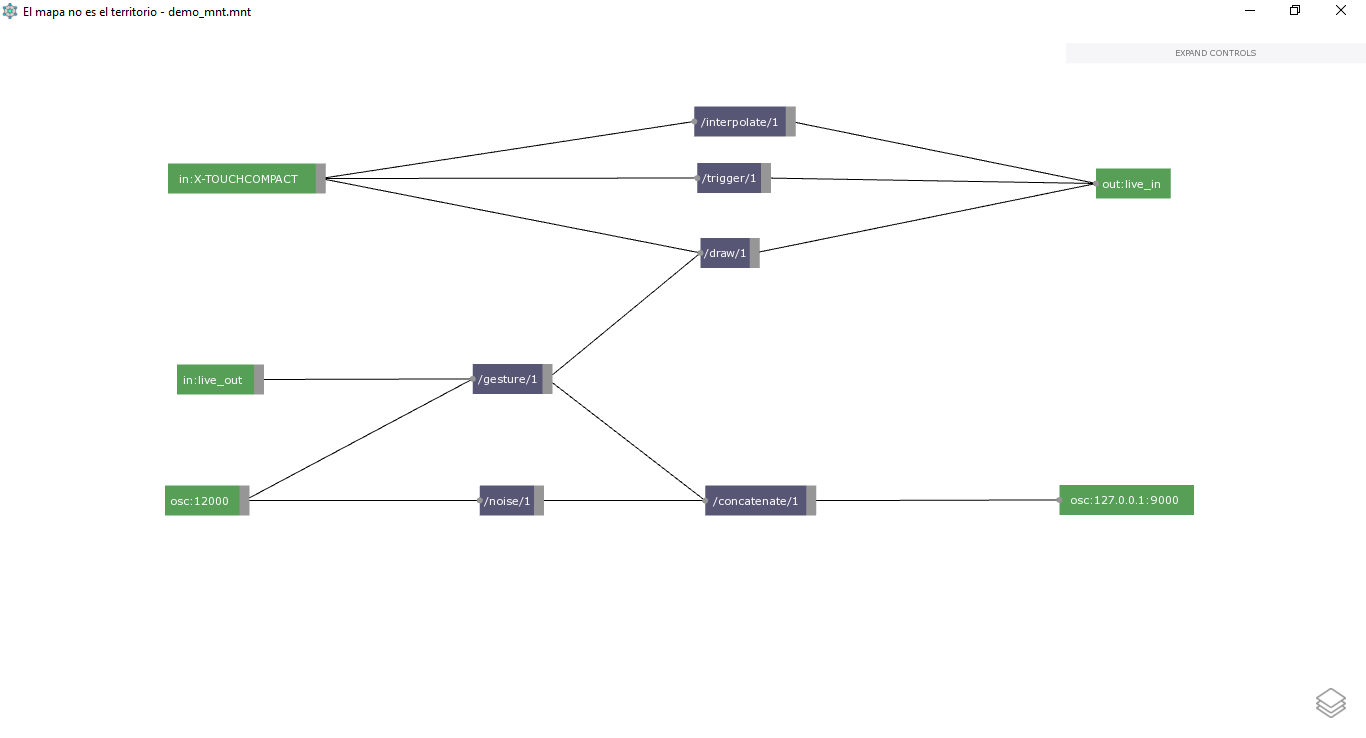 El mapa no es el territorio - demo_mnt.mnt
EXPAND CONTROLS
/interpolate/1
in:X-TOUCHCOMPACT
/trigger/1
out:live_in
/draw/1
in:live_out
/gesture/1
osc:12000
/noise/1
/concatenate/1
osc:127.0.0.1:9000